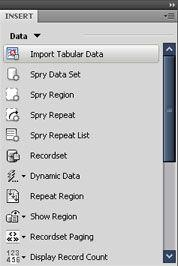 INSERT
Data
Import Tabular Data
Spry Data Set
Spry Region
Spry Repeat
Spry Repeat List
Recordset
Dynamic Data
Repeat Region
Show Region
Recordset Paging
Display Record Count